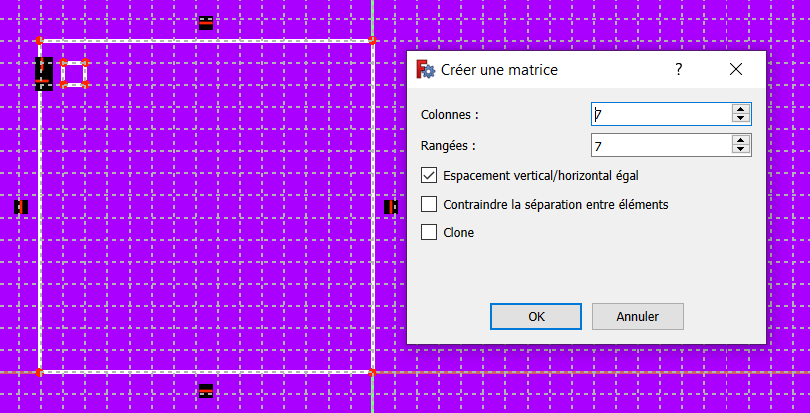 Créer une matrice
Colonnes : 7
Rangées : 7
Espacement vertical/horizontal égal
Contraindre la séparation entre éléments
Clone
OK Annuler